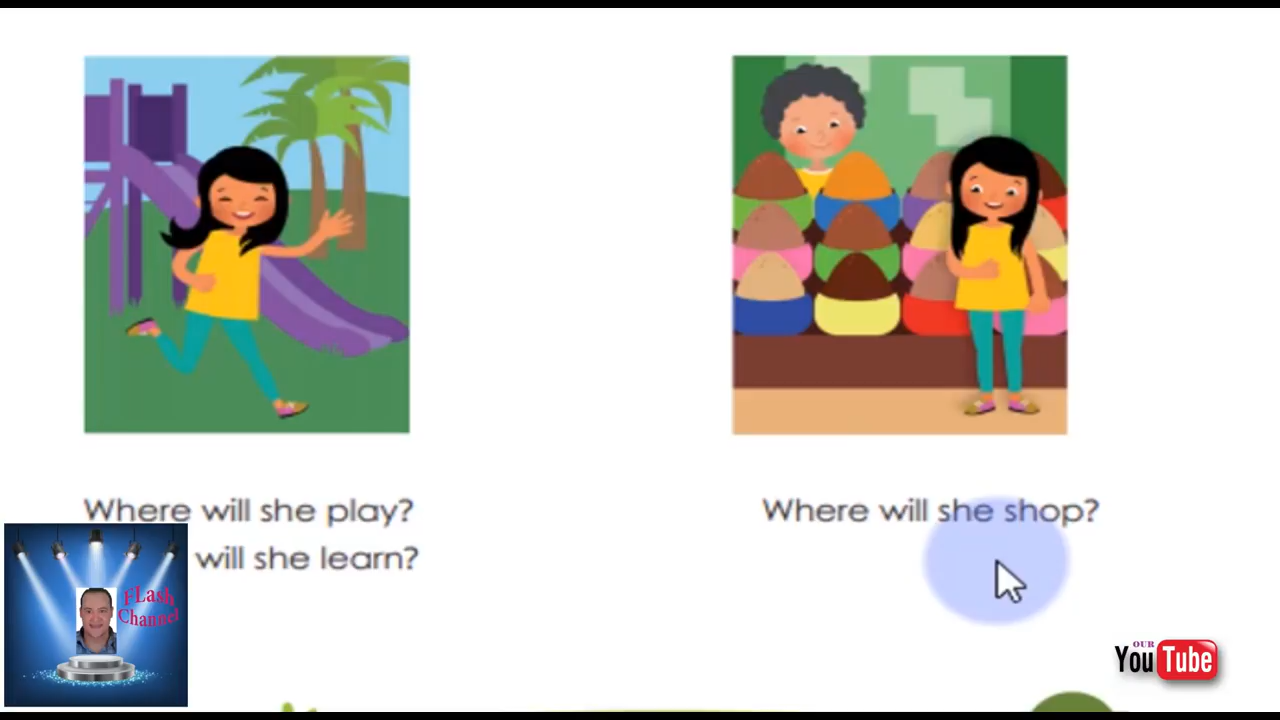 Where will she play?
will she learn?
Where will she shop?
FLash
Channel
OUR
YouTube